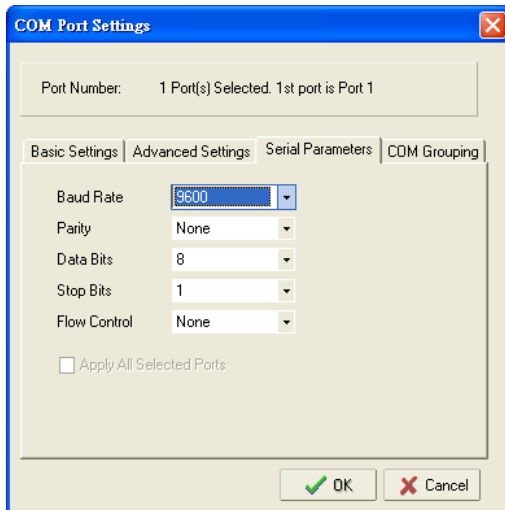 COM Port Settings
Port Number: 1 Port(s) Selected. 1st port is Port 1
Basic Settings Advanced Settings Serial Parameters COM Grouping
Baud Rate 9600
Parity None
Data Bits 8
Stop Bits 1
Flow Control None
Apply All Selected Ports
OK Cancel